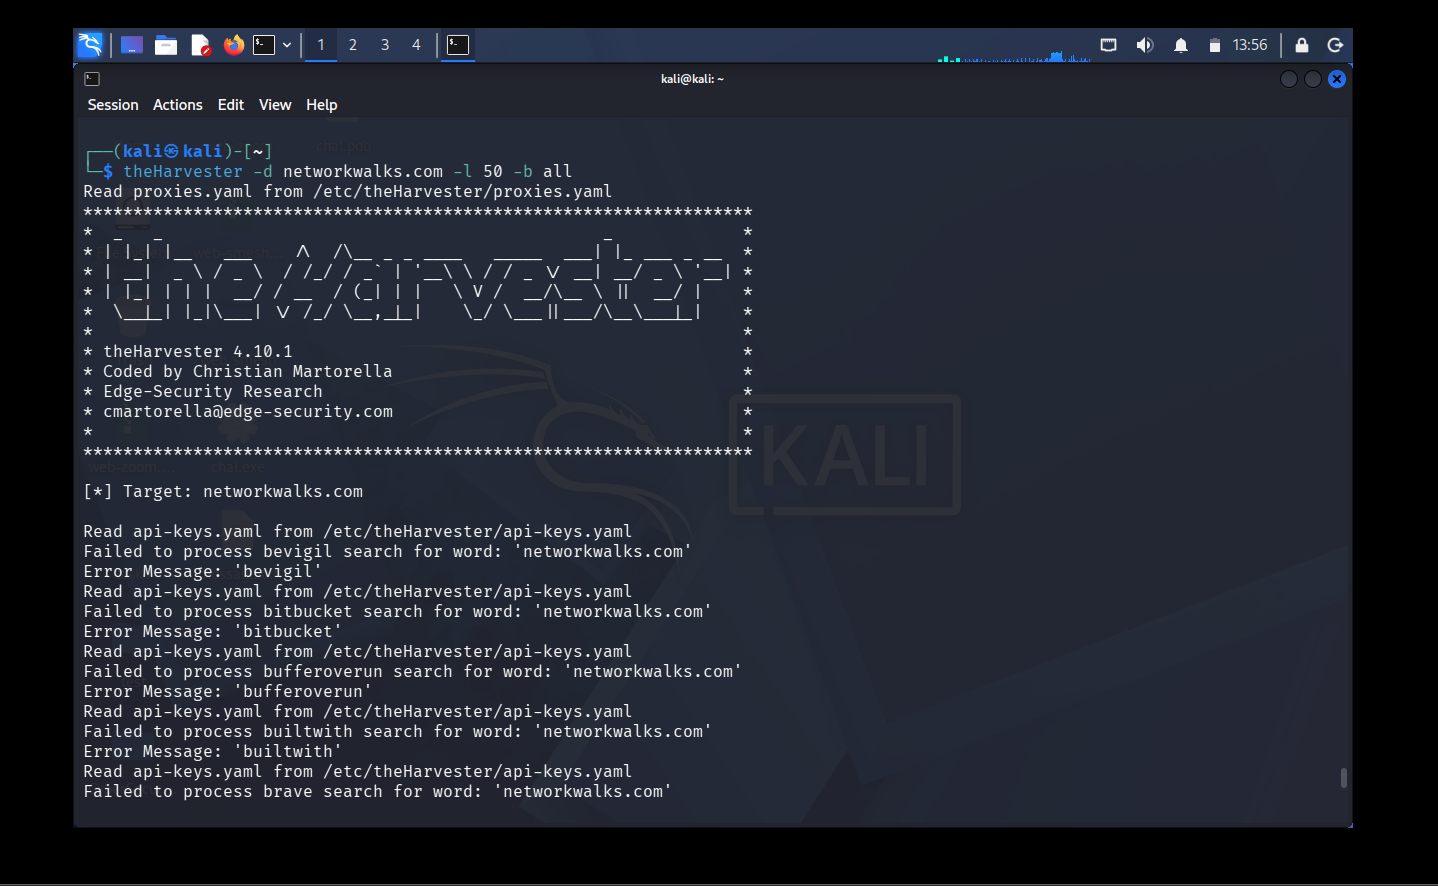 1 2 3 4 13:56
kali@kali: ~
Session Actions Edit View Help
(kali㉿kali)-[~]
$ theHarvester -d networkwalks.com -l 50 -b all
Read proxies.yaml from /etc/theHarvester/proxies.yaml
*******************************************************************
theHarvester
* theHarvester 4.10.1 *
* Coded by Christian Martorella *
* Edge-Security Research *
* cmartorella@edge-security.com *
* *
*******************************************************************
[*] Target: networkwalks.com
Read api-keys.yaml from /etc/theHarvester/api-keys.yaml
Failed to process bevigil search for word: 'networkwalks.com'
Error Message: 'bevigil'
Read api-keys.yaml from /etc/theHarvester/api-keys.yaml
Failed to process bitbucket search for word: 'networkwalks.com'
Error Message: 'bitbucket'
Read api-keys.yaml from /etc/theHarvester/api-keys.yaml
Failed to process bufferoverun search for word: 'networkwalks.com'
Error Message: 'bufferoverun'
Read api-keys.yaml from /etc/theHarvester/api-keys.yaml
Failed to process builtwith search for word: 'networkwalks.com'
Error Message: 'builtwith'
Read api-keys.yaml from /etc/theHarvester/api-keys.yaml
Failed to process brave search for word: 'networkwalks.com'
KALI